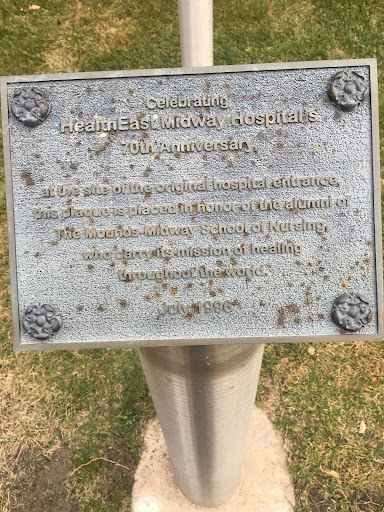 Celebrating
HealthEast Midway Hospital's
70th Anniversary
at the site of the original hospital entrance,
this plaque is placed in honor of the alumni of
The Mounds-Midway School of Nursing,
who carry its mission of healing
throughout the world.
July 1996